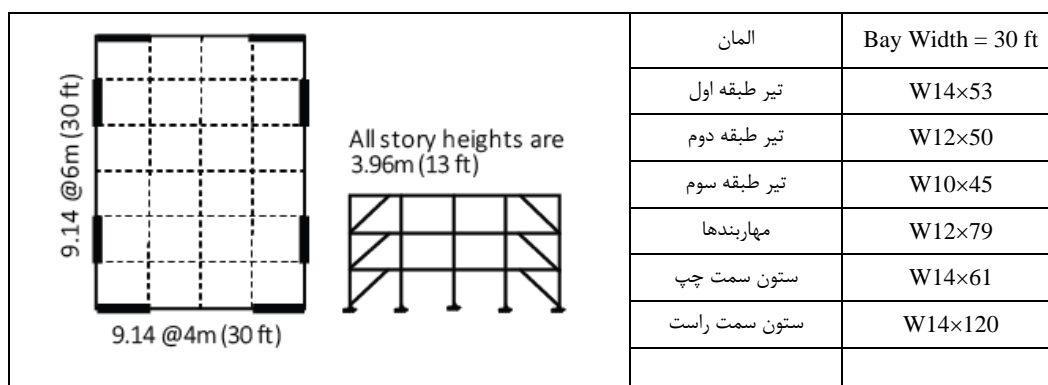 9.14 @6m (30 ft)
9.14 @4m (30 ft)
All story heights are
3.96m (13 ft)
المان
Bay Width = 30 ft
تیر طبقه اول
W14×53
تیر طبقه دوم
W12×50
تیر طبقه سوم
W10×45
مهاربندها
W12×79
ستون سمت چپ
W14×61
ستون سمت راست
W14×120